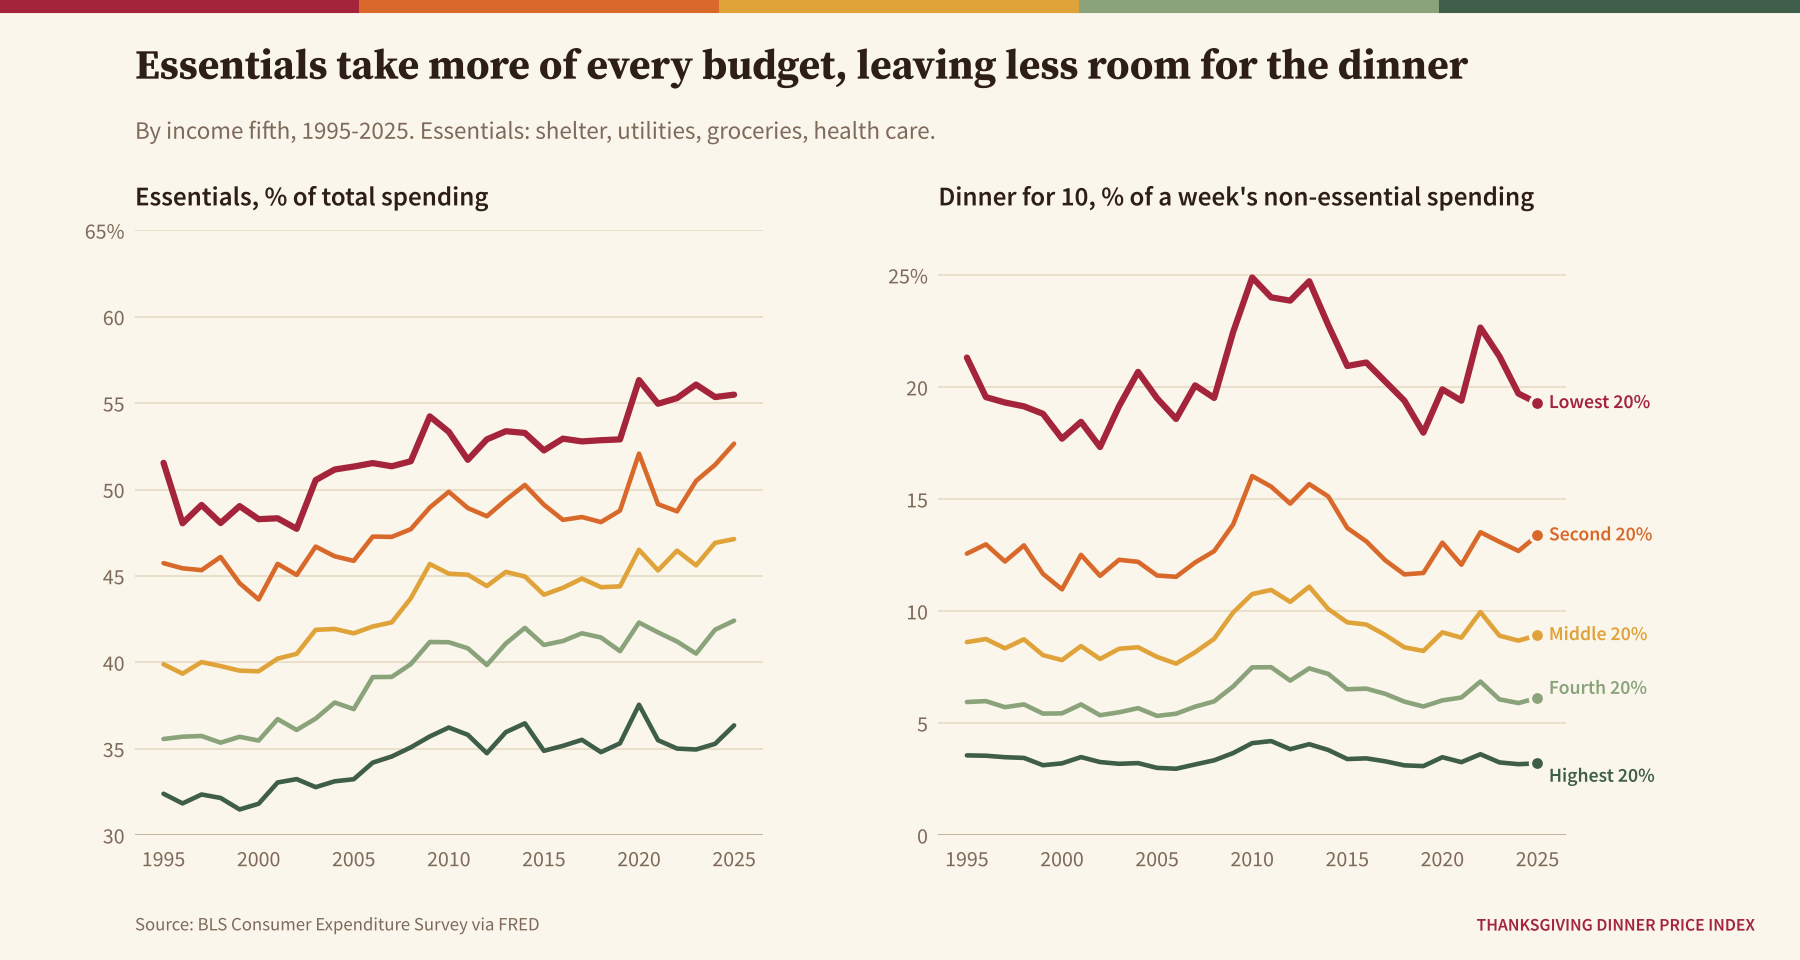 Essentials take more of every budget, leaving less room for the dinner
By income fifth, 1995-2025. Essentials: shelter, utilities, groceries, health care.
Essentials, % of total spending
65%
60
55
50
45
40
35
30
1995 2000 2005 2010 2015 2020 2025
Dinner for 10, % of a week's non-essential spending
25%
20
15
10
5
0
1995 2000 2005 2010 2015 2020 2025
Lowest 20%
Second 20%
Middle 20%
Fourth 20%
Highest 20%
Source: BLS Consumer Expenditure Survey via FRED
THANKSGIVING DINNER PRICE INDEX